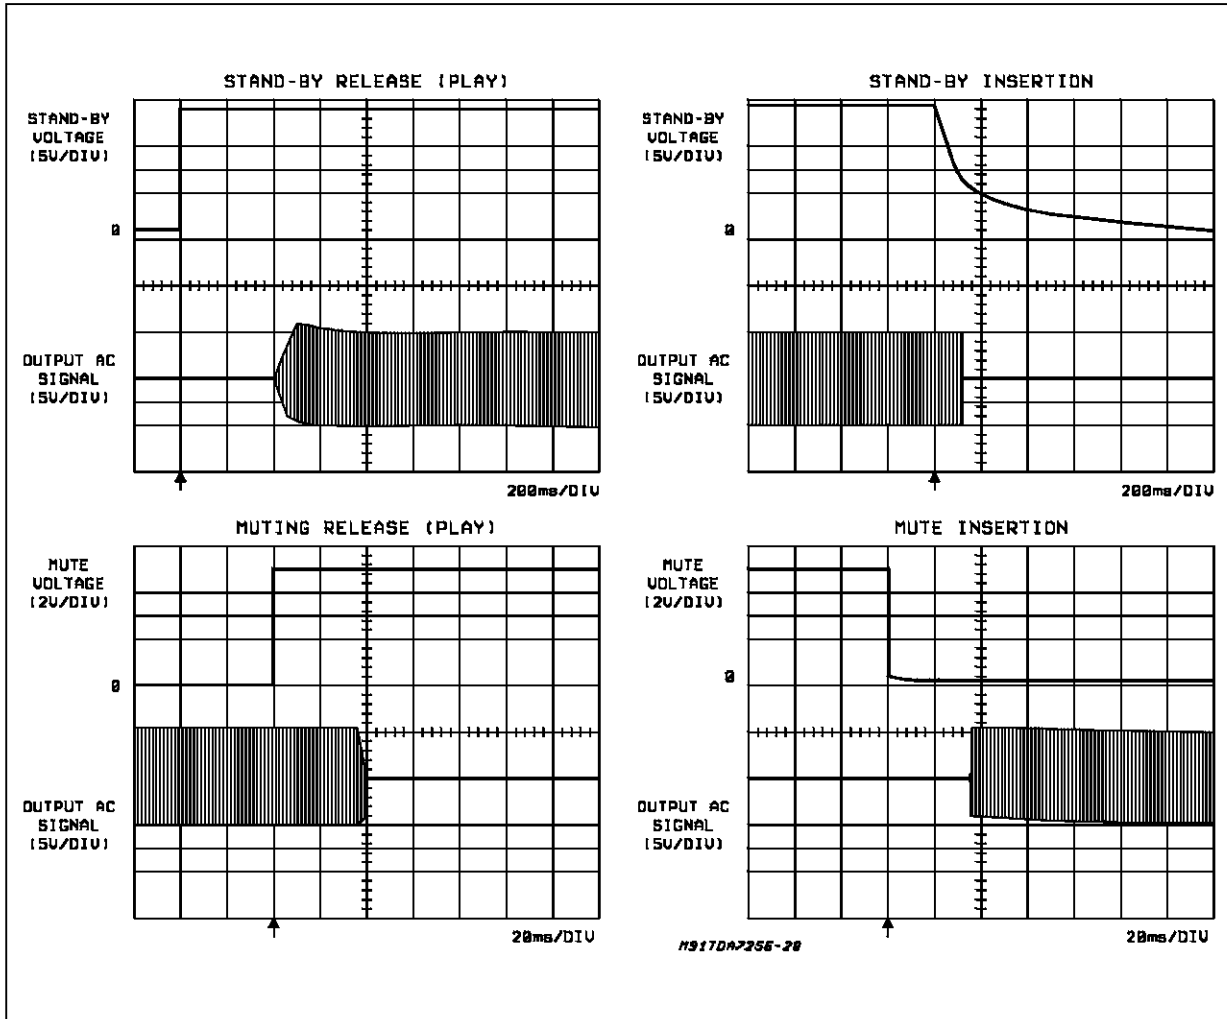 STAND-BY RELEASE (PLAY)
STAND-BY
VOLTAGE
(5V/DIV)
0
OUTPUT AC
SIGNAL
(5V/DIV)
200ms/DIV
STAND-BY INSERTION
STAND-BY
VOLTAGE
(5V/DIV)
0
OUTPUT AC
SIGNAL
(5V/DIV)
200ms/DIV
MUTING RELEASE (PLAY)
MUTE
VOLTAGE
(2V/DIV)
0
OUTPUT AC
SIGNAL
(5V/DIV)
20ms/DIV
MUTE INSERTION
MUTE
VOLTAGE
(2V/DIV)
0
OUTPUT AC
SIGNAL
(5V/DIV)
20ms/DIV
M91TDA7256-20